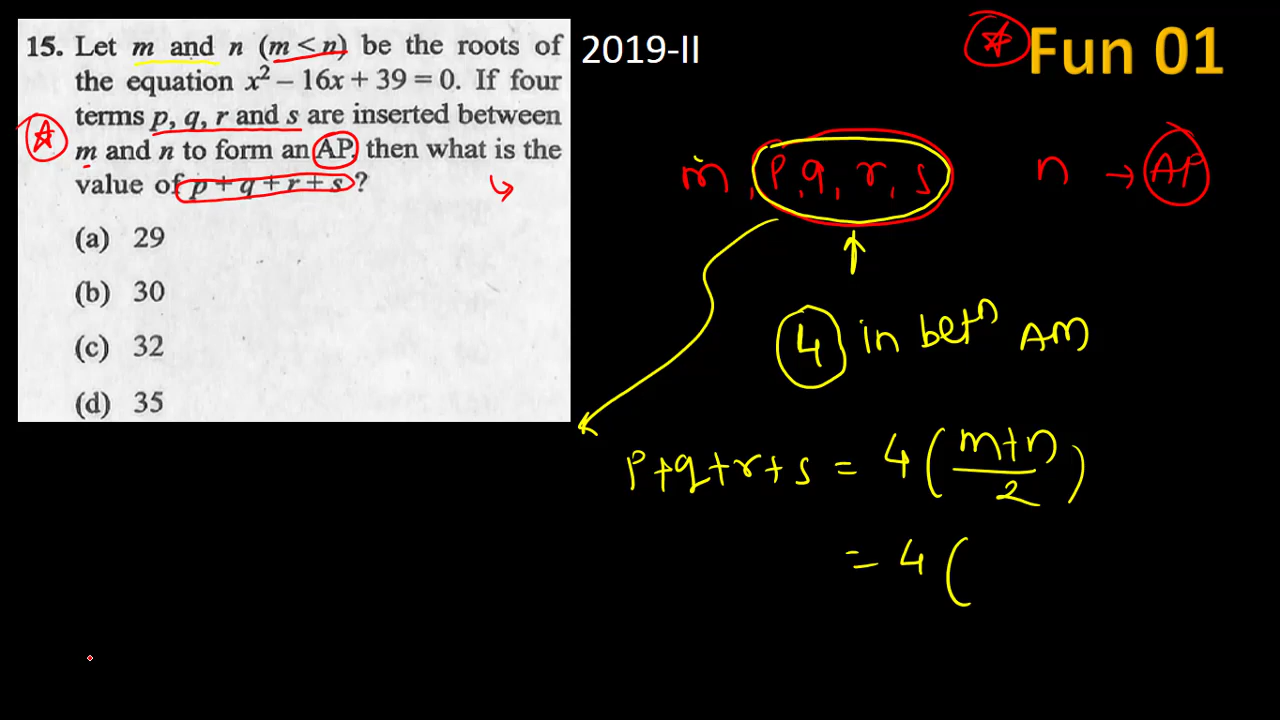 15. Let m and n (m < n) be the roots of
the equation x² – 16x + 39 = 0. If four
terms p, q, r and s are inserted between
m and n to form an AP, then what is the
value of p + q + r + s ?
(a) 29
(b) 30
(c) 32
(d) 35
2019-II
Fun 01
m, p, q, r, s n → AP
4 in betⁿ AM
p+q+r+s = 4 ( m+n / 2 )
= 4 (